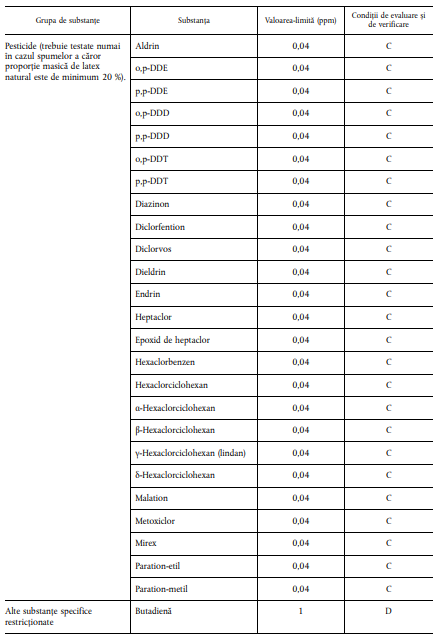 Grupa de substanțe Substanța Valoarea-limită (ppm) Condiții de evaluare și
de verificare
Pesticide (trebuie testate numai Aldrin 0,04 C
în cazul spumelor a căror
proporție masică de latex o,p-DDE 0,04 C
natural este de minimum 20 %).
p,p-DDE 0,04 C
o,p-DDD 0,04 C
p,p-DDD 0,04 C
o,p-DDT 0,04 C
p,p-DDT 0,04 C
Diazinon 0,04 C
Diclorfention 0,04 C
Diclorvos 0,04 C
Dieldrin 0,04 C
Endrin 0,04 C
Heptaclor 0,04 C
Epoxid de heptaclor 0,04 C
Hexaclorbenzen 0,04 C
Hexaclorciclohexan 0,04 C
α-Hexaclorciclohexan 0,04 C
β-Hexaclorciclohexan 0,04 C
γ-Hexaclorciclohexan (lindan) 0,04 C
δ-Hexaclorciclohexan 0,04 C
Malation 0,04 C
Metoxiclor 0,04 C
Mirex 0,04 C
Paration-etil 0,04 C
Paration-metil 0,04 C
Alte substanțe specifice Butadienă 1 D
restricționate